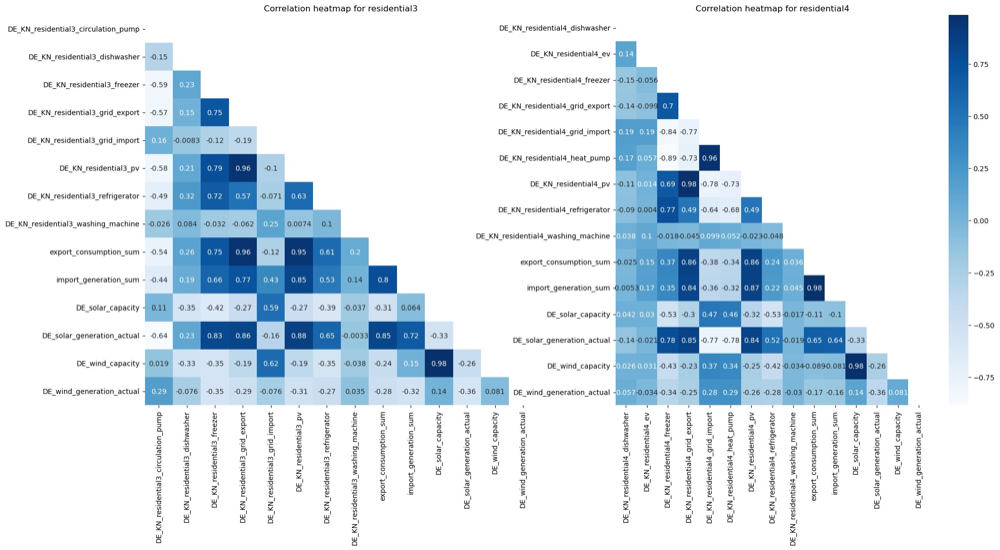 Correlation heatmap for residential3
DE_KN_residential3_circulation_pump
DE_KN_residential3_dishwasher -0.15
DE_KN_residential3_freezer -0.59 0.23
DE_KN_residential3_grid_export -0.57 0.15 0.75
DE_KN_residential3_grid_import 0.16 -0.0083 -0.12 -0.19
DE_KN_residential3_pv -0.58 0.21 0.79 0.96 -0.1
DE_KN_residential3_refrigerator -0.49 0.32 0.72 0.57 -0.071 0.63
DE_KN_residential3_washing_machine -0.026 0.084 -0.032 -0.062 0.25 0.0074 0.1
export_consumption_sum -0.54 0.26 0.75 0.96 -0.12 0.95 0.61 0.2
import_generation_sum -0.44 0.19 0.66 0.77 0.43 0.85 0.53 0.14 0.8
DE_solar_capacity 0.11 -0.35 -0.42 -0.27 0.59 -0.27 -0.39 -0.037 -0.31 0.064
DE_solar_generation_actual -0.64 0.23 0.83 0.86 -0.16 0.88 0.65 -0.0033 0.85 0.72 -0.33
DE_wind_capacity 0.019 -0.33 -0.35 -0.19 0.62 -0.19 -0.35 -0.038 -0.24 0.15 0.98 -0.26
DE_wind_generation_actual 0.29 -0.076 -0.35 -0.29 -0.076 -0.31 -0.27 0.035 -0.28 -0.32 0.14 -0.36 0.081
DE_KN_residential3_circulation_pump
DE_KN_residential3_dishwasher
DE_KN_residential3_freezer
DE_KN_residential3_grid_export
DE_KN_residential3_grid_import
DE_KN_residential3_pv
DE_KN_residential3_refrigerator
DE_KN_residential3_washing_machine
export_consumption_sum
import_generation_sum
DE_solar_capacity
DE_solar_generation_actual
DE_wind_capacity
DE_wind_generation_actual
Correlation heatmap for residential4
DE_KN_residential4_dishwasher
DE_KN_residential4_ev 0.14
DE_KN_residential4_freezer -0.15 -0.056
DE_KN_residential4_grid_export -0.14 -0.099 0.7
DE_KN_residential4_grid_import 0.19 0.19 -0.84 -0.77
DE_KN_residential4_heat_pump 0.17 0.057 -0.89 -0.73 0.96
DE_KN_residential4_pv -0.11 0.014 0.69 0.98 -0.78 -0.73
DE_KN_residential4_refrigerator -0.09 0.004 0.77 0.49 -0.64 -0.68 0.49
DE_KN_residential4_washing_machine 0.038 0.1 -0.018 -0.045 0.099 0.052 -0.023 -0.048
export_consumption_sum -0.025 0.15 0.37 0.86 -0.38 -0.34 0.86 0.24 0.036
import_generation_sum -0.0053 0.17 0.35 0.84 -0.36 -0.32 0.87 0.22 0.045 0.98
DE_solar_capacity 0.042 0.03 -0.53 -0.3 0.47 0.46 -0.32 -0.53 -0.017 -0.11 -0.1
DE_solar_generation_actual -0.14 -0.021 0.78 0.85 -0.77 -0.78 0.84 0.52 -0.019 0.65 0.64 -0.33
DE_wind_capacity 0.026 0.031 -0.43 -0.23 0.37 0.34 -0.25 -0.42 -0.034 -0.089 -0.081 0.98 -0.26
DE_wind_generation_actual 0.057 -0.034 -0.34 -0.25 0.28 0.29 -0.26 -0.28 -0.03 -0.17 -0.16 0.14 -0.36 0.081
DE_KN_residential4_dishwasher
DE_KN_residential4_ev
DE_KN_residential4_freezer
DE_KN_residential4_grid_export
DE_KN_residential4_grid_import
DE_KN_residential4_heat_pump
DE_KN_residential4_pv
DE_KN_residential4_refrigerator
DE_KN_residential4_washing_machine
export_consumption_sum
import_generation_sum
DE_solar_capacity
DE_solar_generation_actual
DE_wind_capacity
DE_wind_generation_actual
0.75
0.50
0.25
0.00
-0.25
-0.50
-0.75